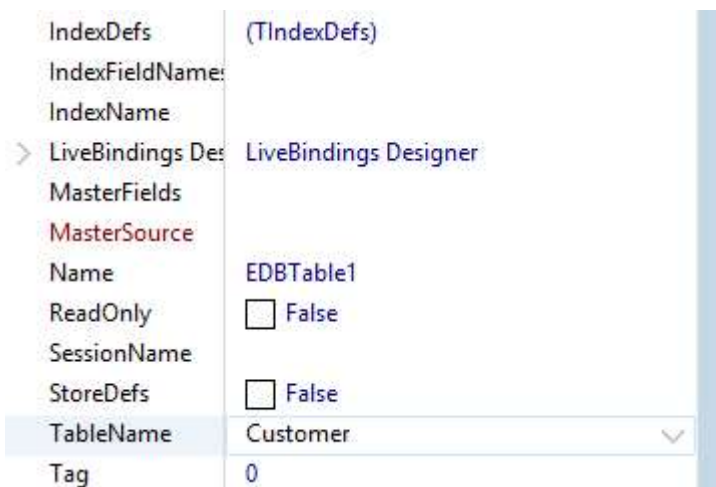 IndexDefs (TIndexDefs)
IndexFieldNames
IndexName
LiveBindings Des LiveBindings Designer
MasterFields
MasterSource
Name EDBTable1
ReadOnly False
SessionName
StoreDefs False
TableName Customer
Tag 0